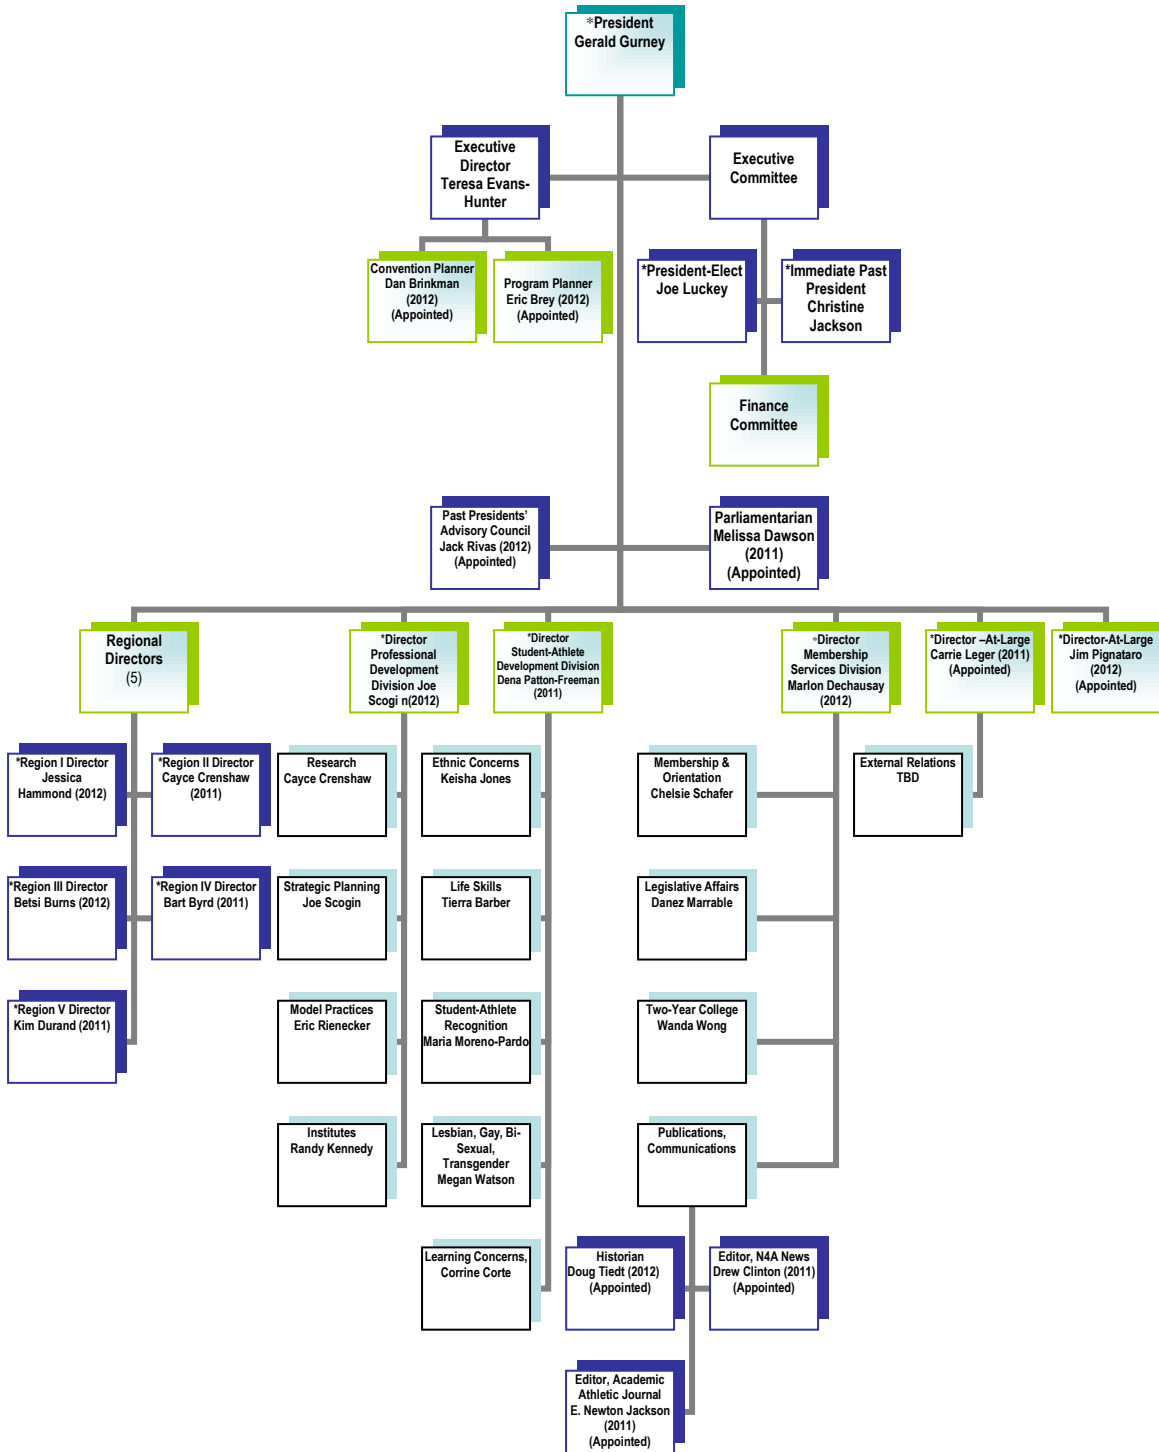 *President
Gerald Gurney
Executive
Director
Teresa Evans-
Hunter
Executive
Committee
Convention Planner
Dan Brinkman
(2012)
(Appointed)
Program Planner
Eric Brey (2012)
(Appointed)
*President-Elect
Joe Luckey
*Immediate Past
President
Christine
Jackson
Finance
Committee
Past Presidents'
Advisory Council
Jack Rivas (2012)
(Appointed)
Parliamentarian
Melissa Dawson
(2011)
(Appointed)
Regional
Directors
(5)
*Director
Professional
Development
Division Joe
Scogi n(2012)
*Director
Student-Athlete
Development Division
Dena Patton-Freeman
(2011)
*Director
Membership
Services Division
Marlon Dechausay
(2012)
*Director –At-Large
Carrie Leger (2011)
(Appointed)
*Director-At-Large
Jim Pignataro
(2012)
(Appointed)
*Region I Director
Jessica
Hammond (2012)
*Region II Director
Cayce Crenshaw
(2011)
Research
Cayce Crenshaw
Ethnic Concerns
Keisha Jones
Membership &
Orientation
Chelsie Schafer
External Relations
TBD
*Region III Director
Betsi Burns (2012)
*Region IV Director
Bart Byrd (2011)
Strategic Planning
Joe Scogin
Life Skills
Tierra Barber
Legislative Affairs
Danez Marrable
*Region V Director
Kim Durand (2011)
Model Practices
Eric Rienecker
Student-Athlete
Recognition
Maria Moreno-Pardo
Two-Year College
Wanda Wong
Institutes
Randy Kennedy
Lesbian, Gay, Bi-
Sexual,
Transgender
Megan Watson
Publications,
Communications
Learning Concerns,
Corrine Corte
Historian
Doug Tiedt (2012)
(Appointed)
Editor, N4A News
Drew Clinton (2011)
(Appointed)
Editor, Academic
Athletic Journal
E. Newton Jackson
(2011)
(Appointed)